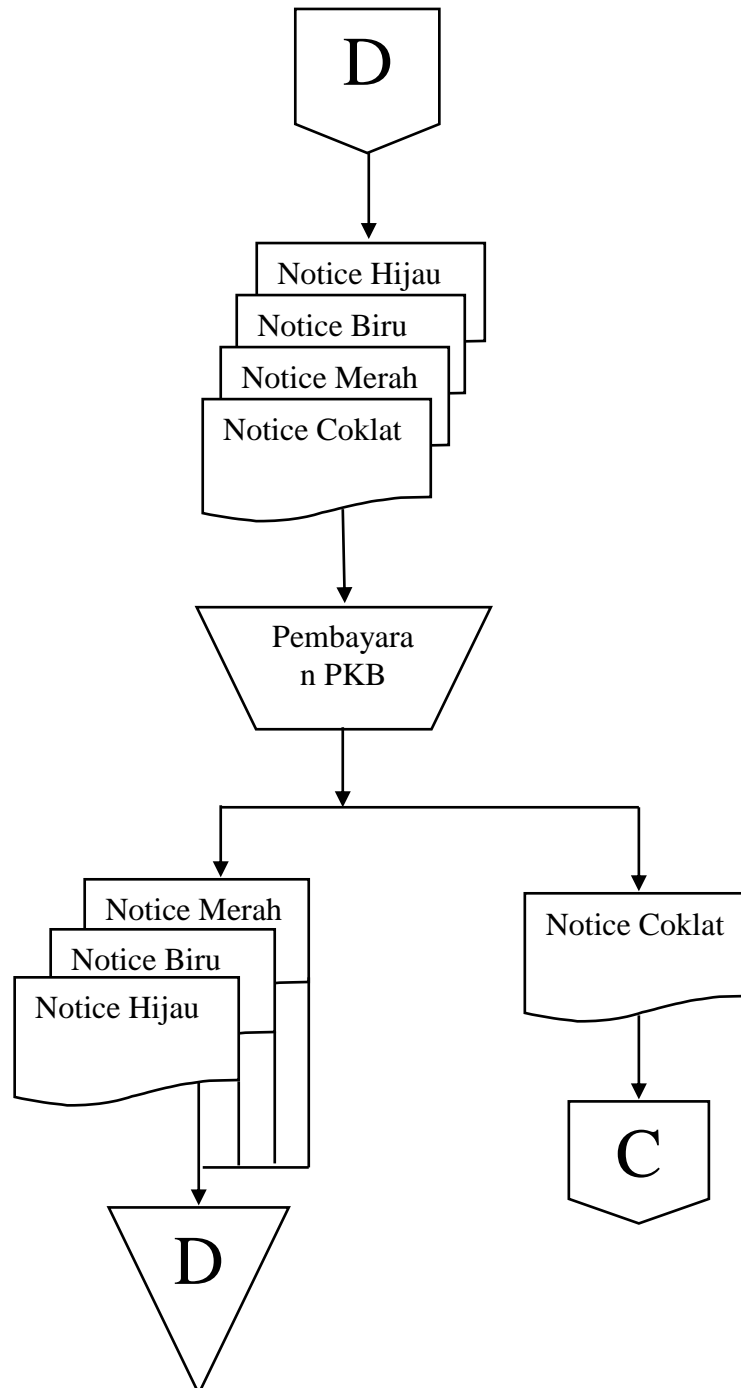 D
Notice Hijau
Notice Biru
Notice Merah
Notice Coklat
Pembayara
n PKB
Notice Merah
Notice Biru
Notice Hijau
Notice Coklat
C
D